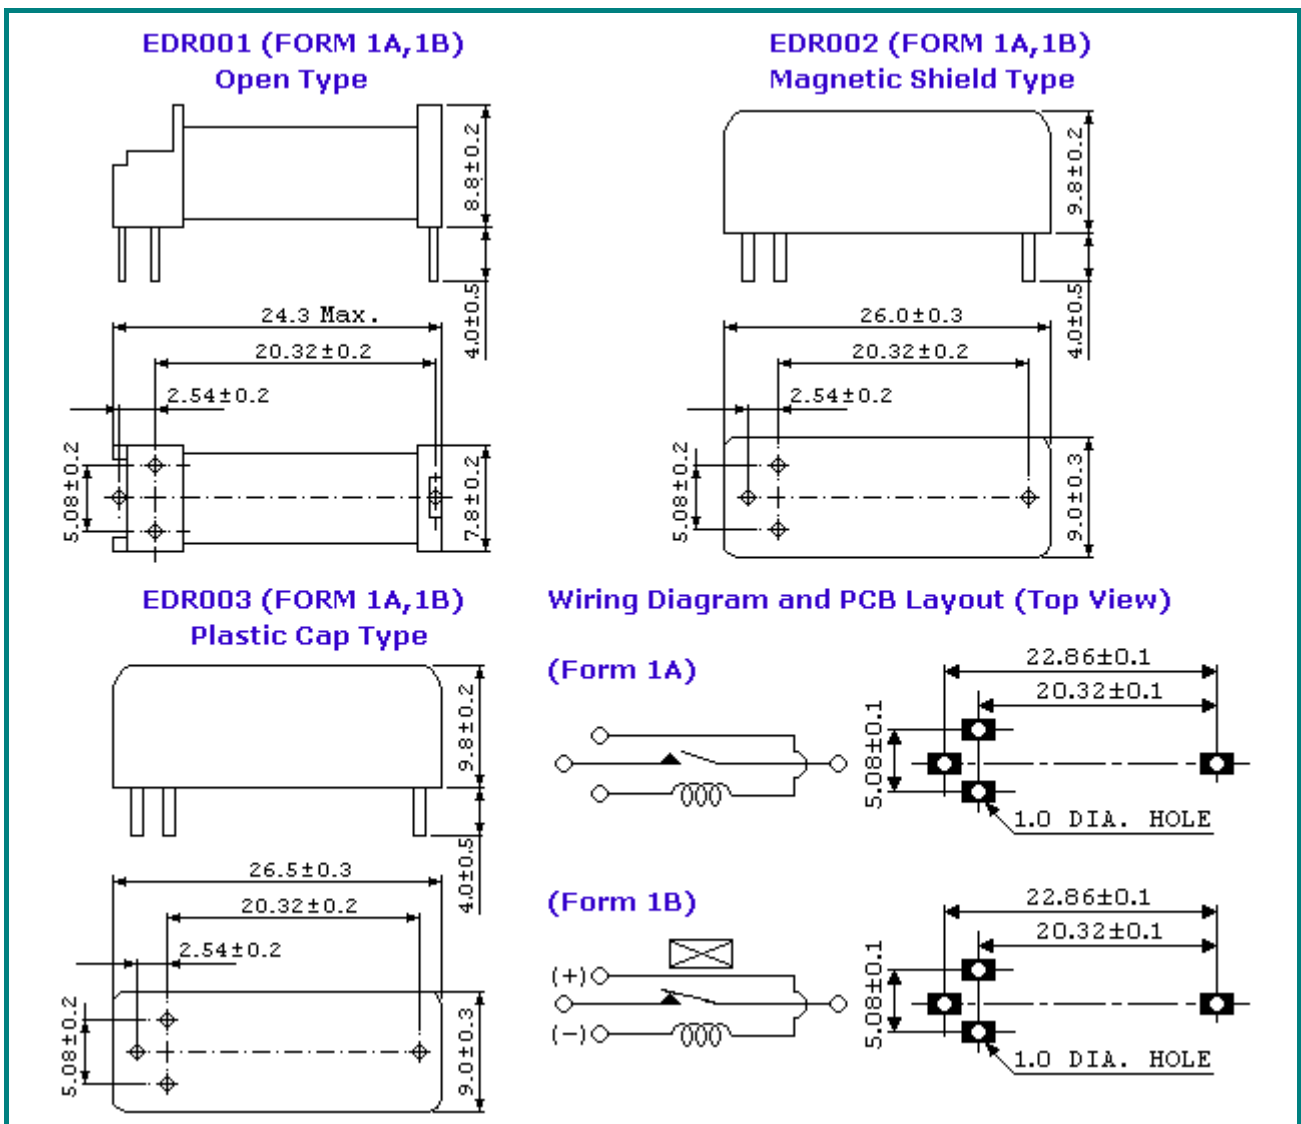 EDR001 (FORM 1A,1B)
Open Type
8.8±0.2
4.0±0.5
24.3 Max.
20.32±0.2
2.54±0.2
5.08±0.2
7.8±0.2
EDR002 (FORM 1A,1B)
Magnetic Shield Type
9.8±0.2
4.0±0.5
26.0±0.3
20.32±0.2
2.54±0.2
5.08±0.2
9.0±0.3
EDR003 (FORM 1A,1B)
Plastic Cap Type
9.8±0.2
4.0±0.5
26.5±0.3
20.32±0.2
2.54±0.2
5.08±0.2
9.0±0.3
Wiring Diagram and PCB Layout (Top View)
(Form 1A)
22.86±0.1
20.32±0.1
5.08±0.1
1.0 DIA. HOLE
(Form 1B)
(+)
(−)
22.86±0.1
20.32±0.1
5.08±0.1
1.0 DIA. HOLE